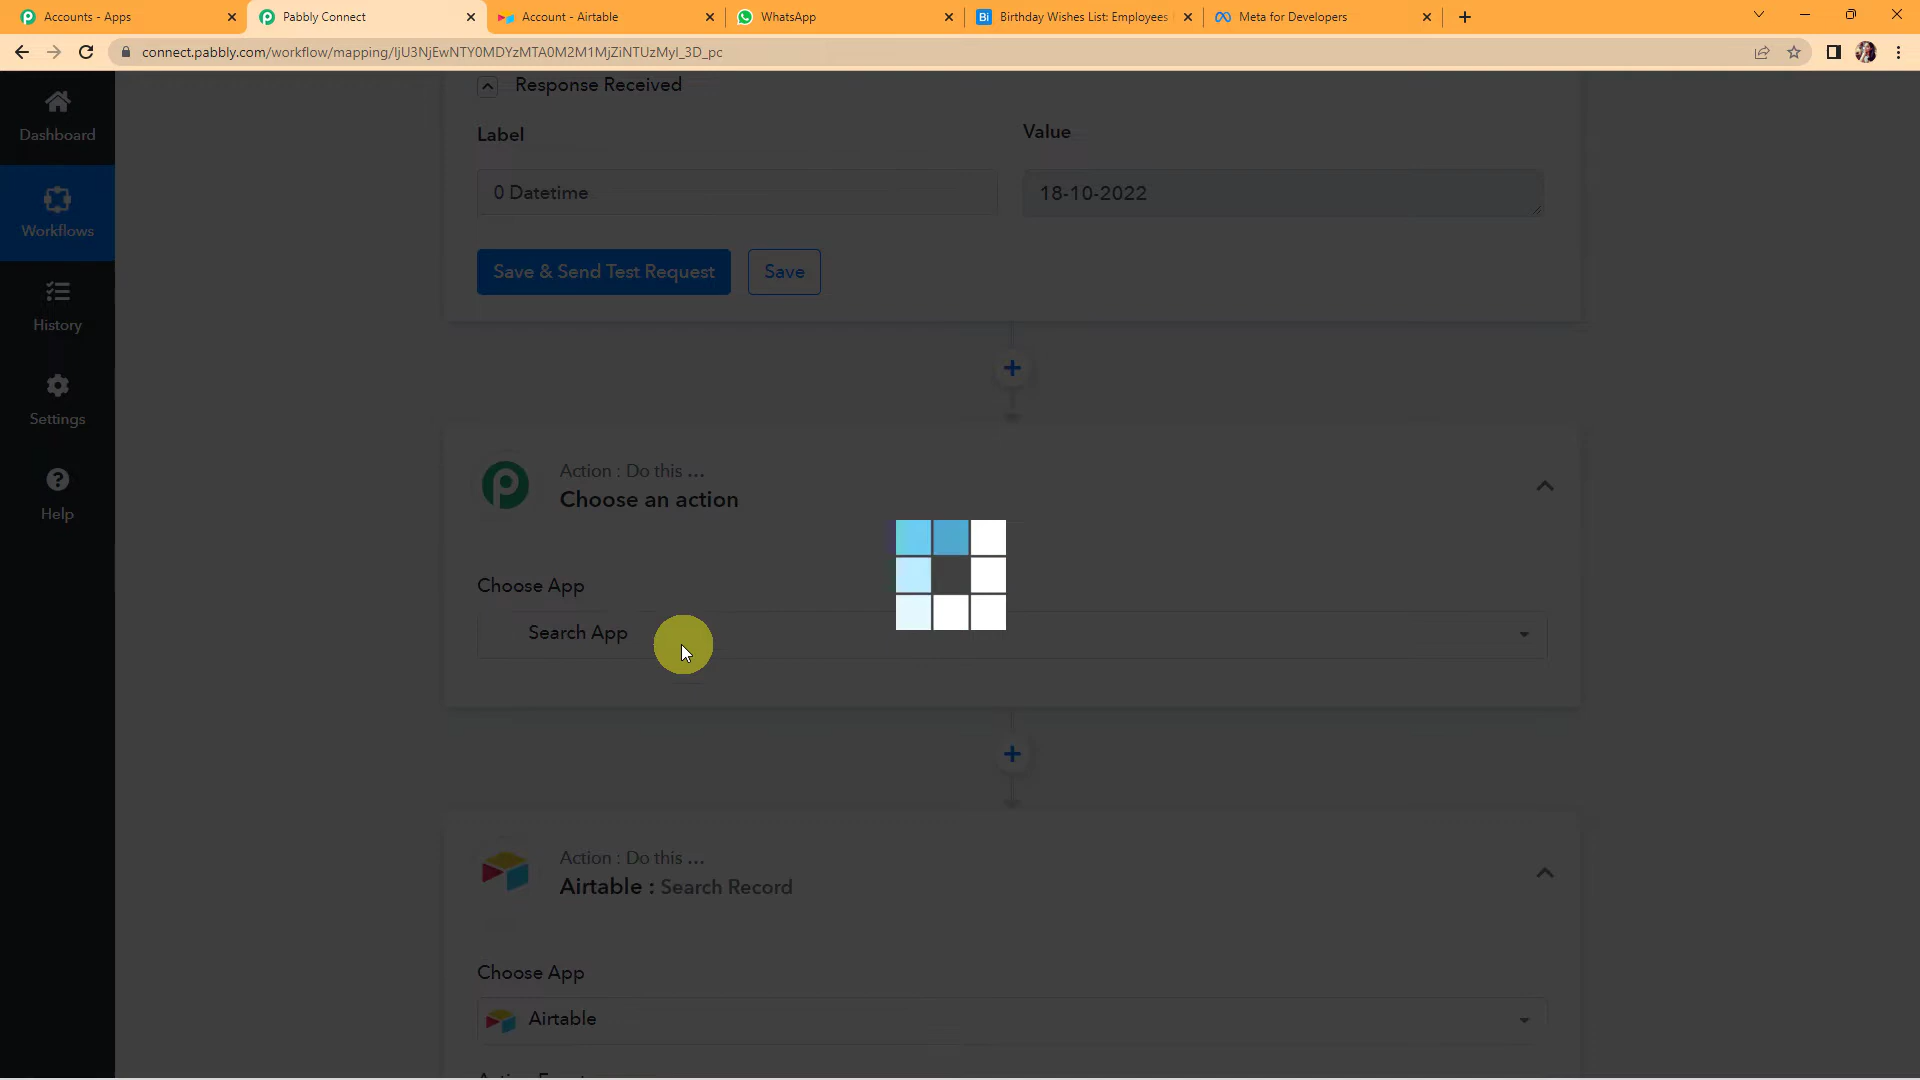 Accounts - Apps
Pabbly Connect
Account - Airtable
WhatsApp
Birthday Wishes List: Employees
Meta for Developers
connect.pabbly.com/workflow/mapping/IjU3NjEwNTY0MDYzMTA0M2M1MjZiNTUzMyI_3D_pc
Dashboard
Workflows
History
Settings
Help
Response Received
Label
Value
0 Datetime
18-10-2022
Save & Send Test Request
Save
Action : Do this ...
Choose an action
Choose App
Search App
Action : Do this ...
Airtable : Search Record
Choose App
Airtable